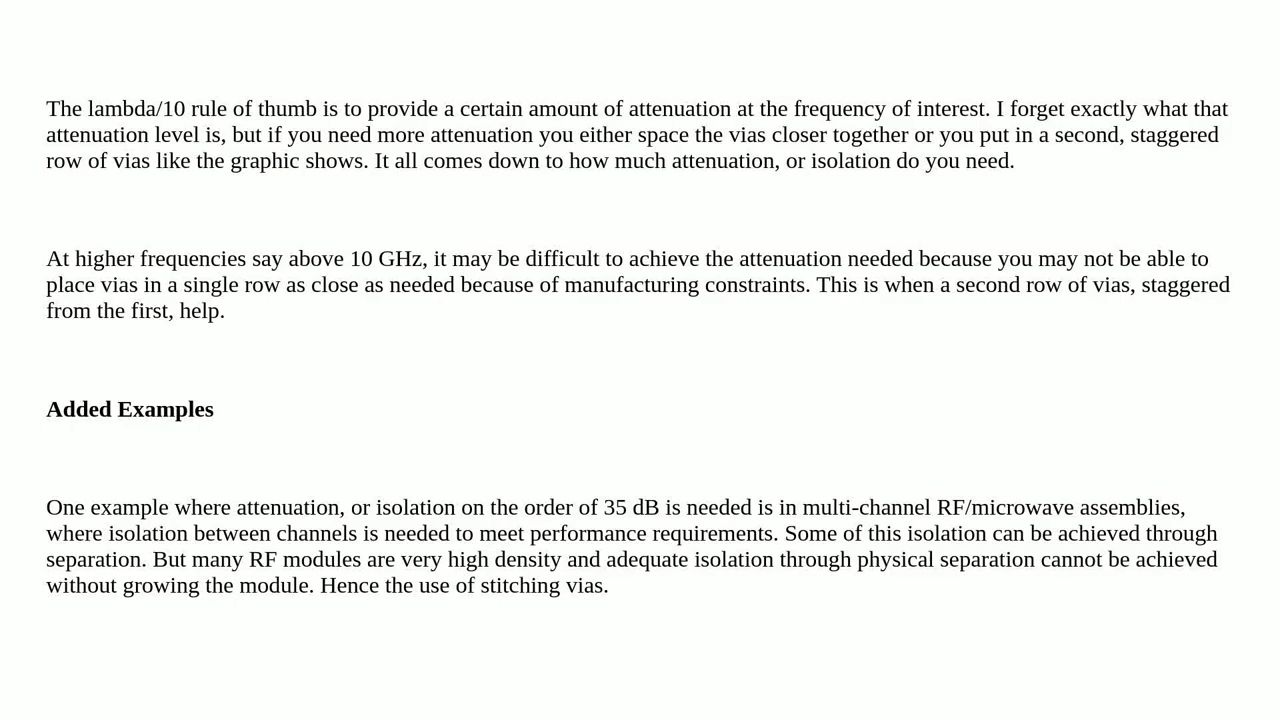 The lambda/10 rule of thumb is to provide a certain amount of attenuation at the frequency of interest. I forget exactly what that
attenuation level is, but if you need more attenuation you either space the vias closer together or you put in a second, staggered
row of vias like the graphic shows. It all comes down to how much attenuation, or isolation do you need.
At higher frequencies say above 10 GHz, it may be difficult to achieve the attenuation needed because you may not be able to
place vias in a single row as close as needed because of manufacturing constraints. This is when a second row of vias, staggered
from the first, help.
Added Examples
One example where attenuation, or isolation on the order of 35 dB is needed is in multi-channel RF/microwave assemblies,
where isolation between channels is needed to meet performance requirements. Some of this isolation can be achieved through
separation. But many RF modules are very high density and adequate isolation through physical separation cannot be achieved
without growing the module. Hence the use of stitching vias.